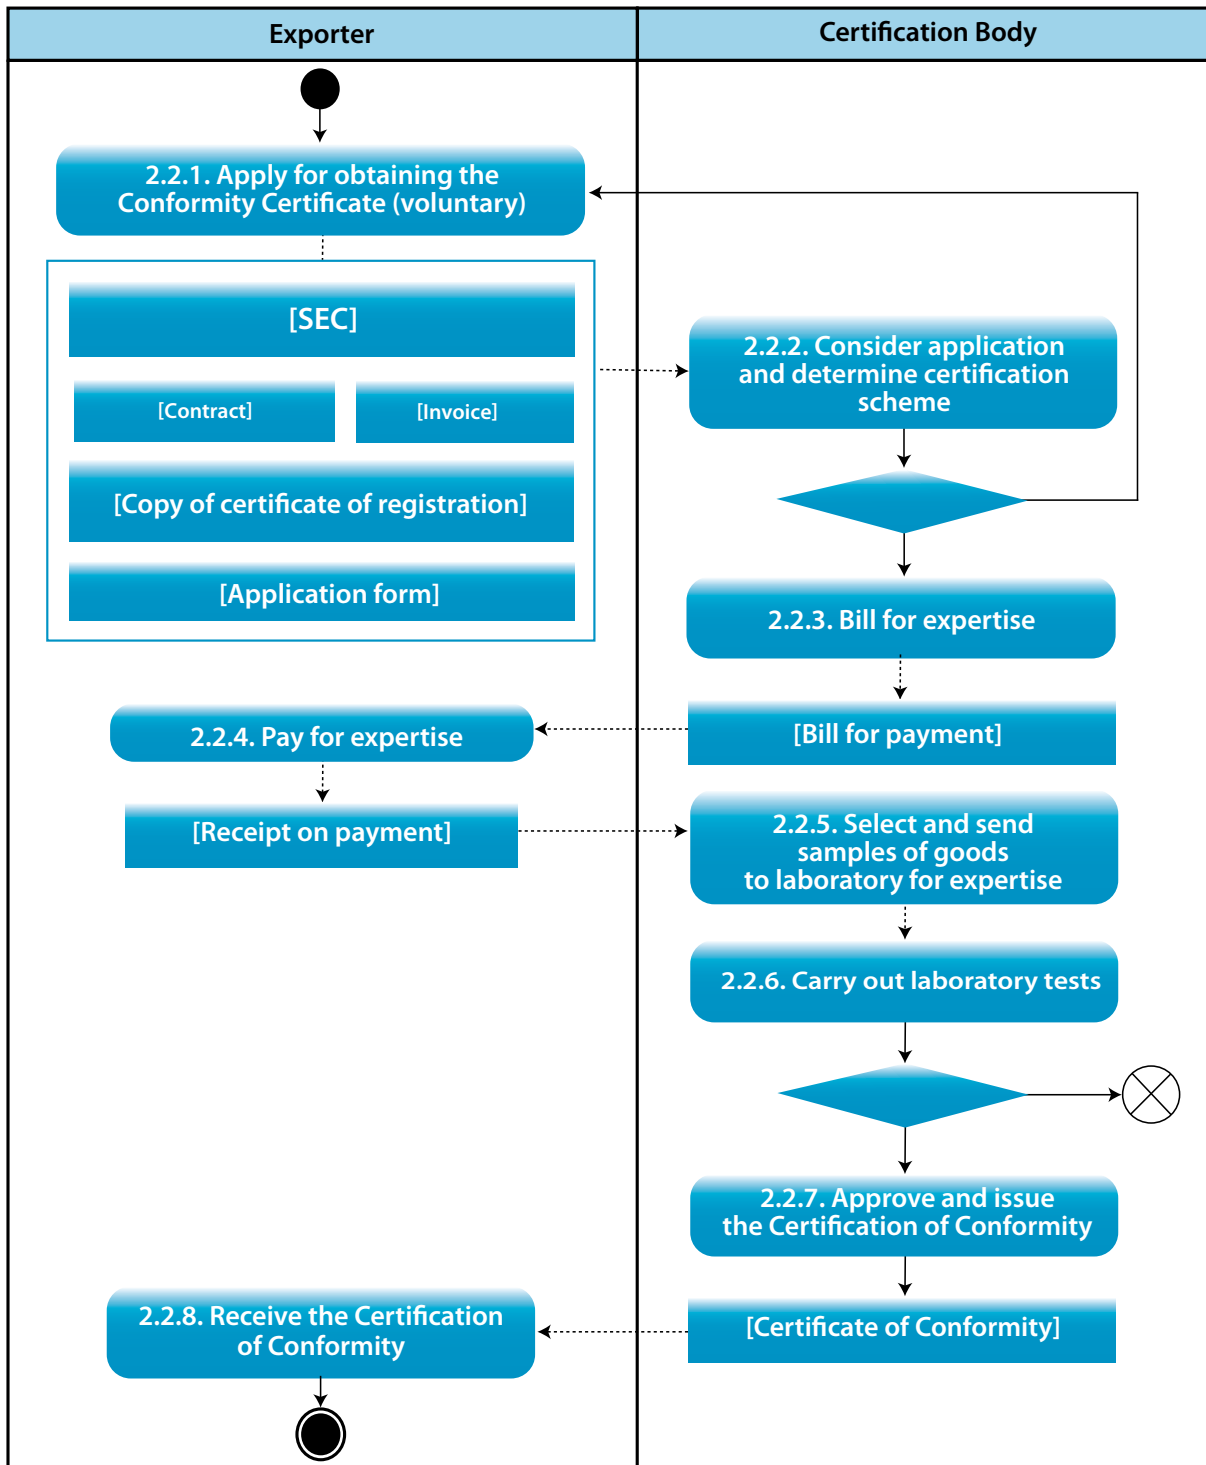 Exporter
Certification Body
2.2.1. Apply for obtaining the
Conformity Certificate (voluntary)
[SEC]
[Contract]
[Invoice]
[Copy of certificate of registration]
[Application form]
2.2.2. Consider application
and determine certification
scheme
2.2.3. Bill for expertise
[Bill for payment]
2.2.4. Pay for expertise
[Receipt on payment]
2.2.5. Select and send
samples of goods
to laboratory for expertise
2.2.6. Carry out laboratory tests
2.2.7. Approve and issue
the Certification of Conformity
[Certificate of Conformity]
2.2.8. Receive the Certification
of Conformity